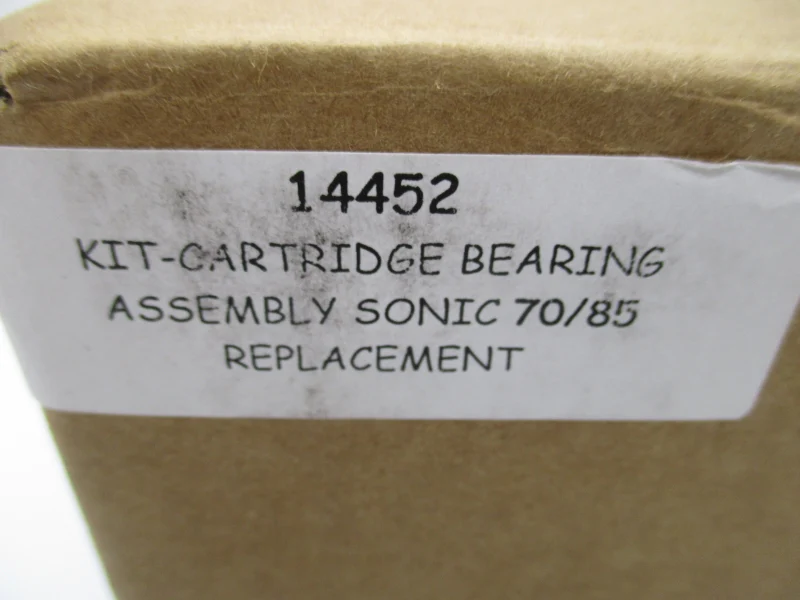 14452
KIT-CARTRIDGE BEARING
ASSEMBLY SONIC 70/85
REPLACEMENT